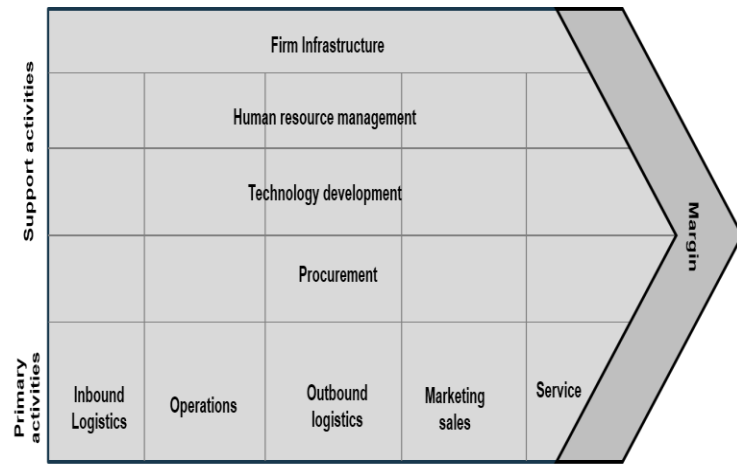 Support activities
Firm Infrastructure
Human resource management
Technology development
Procurement
Margin
Primary
activities
Inbound
Logistics
Operations
Outbound
logistics
Marketing
sales
Service